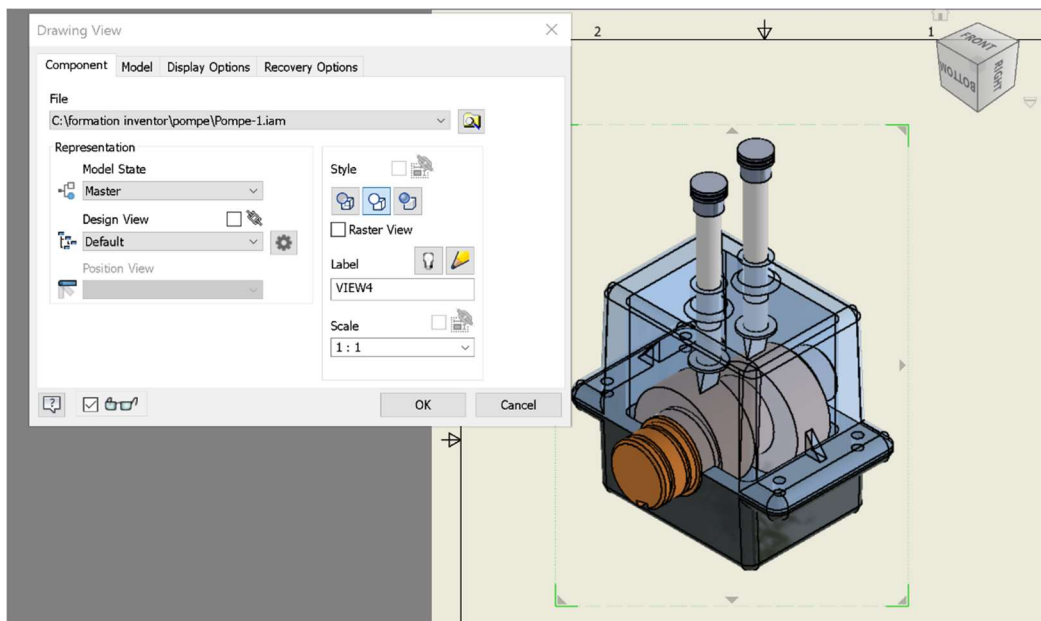 Drawing View
Component Model Display Options Recovery Options
File
C:\formation inventor\pompe\Pompe-1.iam
Representation
Model State
Master
Design View
Default
Position View
Style
Raster View
Label
VIEW4
Scale
1 : 1
OK Cancel
2 1
FRONT
RIGHT
BOTTOM